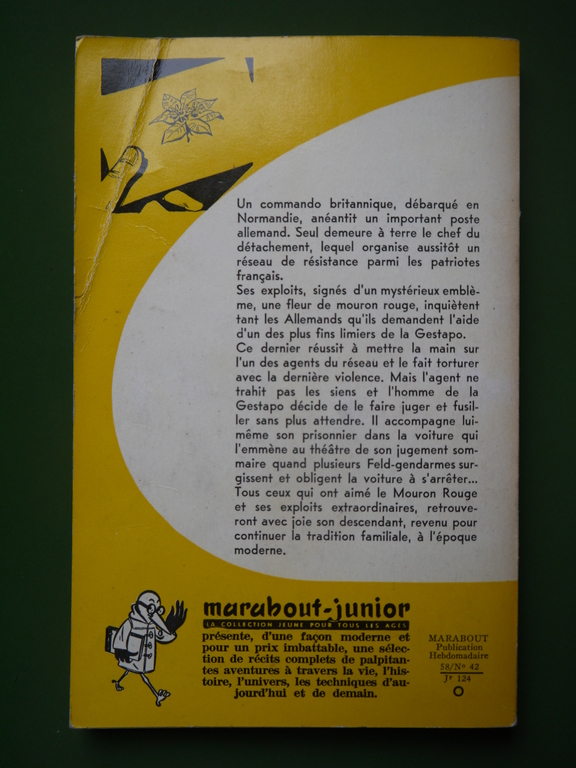 Un commando britannique, débarqué en
Normandie, anéantit un important poste
allemand. Seul demeure à terre le chef du
détachement, lequel organise aussitôt un
réseau de résistance parmi les patriotes
français.
Ses exploits, signés d'un mystérieux emblè-
me, une fleur de mouron rouge, inquiètent
tant les Allemands qu'ils demandent l'aide
d'un des plus fins limiers de la Gestapo.
Ce dernier réussit à mettre la main sur
l'un des agents du réseau et le fait torturer
avec la dernière violence. Mais l'agent ne
trahit pas les siens et l'homme de la
Gestapo décide de le faire juger et fusil-
ler sans plus attendre. Il accompagne lui-
même son prisonnier dans la voiture qui
l'emmène au théâtre de son jugement som-
maire quand plusieurs Feld-gendarmes sur-
gissent et obligent la voiture à s'arrêter...
Tous ceux qui ont aimé le Mouron Rouge
et ses exploits extraordinaires, retrouve-
ront avec joie son descendant, revenu pour
continuer la tradition familiale, à l'époque
moderne.
marabout-junior
LA COLLECTION JEUNE POUR TOUS LES AGES
présente, d'une façon moderne et
pour un prix imbattable, une sélec-
tion de récits complets de palpitan-
tes aventures à travers la vie, l'his-
toire, l'univers, les techniques d'au-
jourd'hui et de demain.
MARABOUT
Publication
Hebdomadaire
58/N° 42
Jr 124